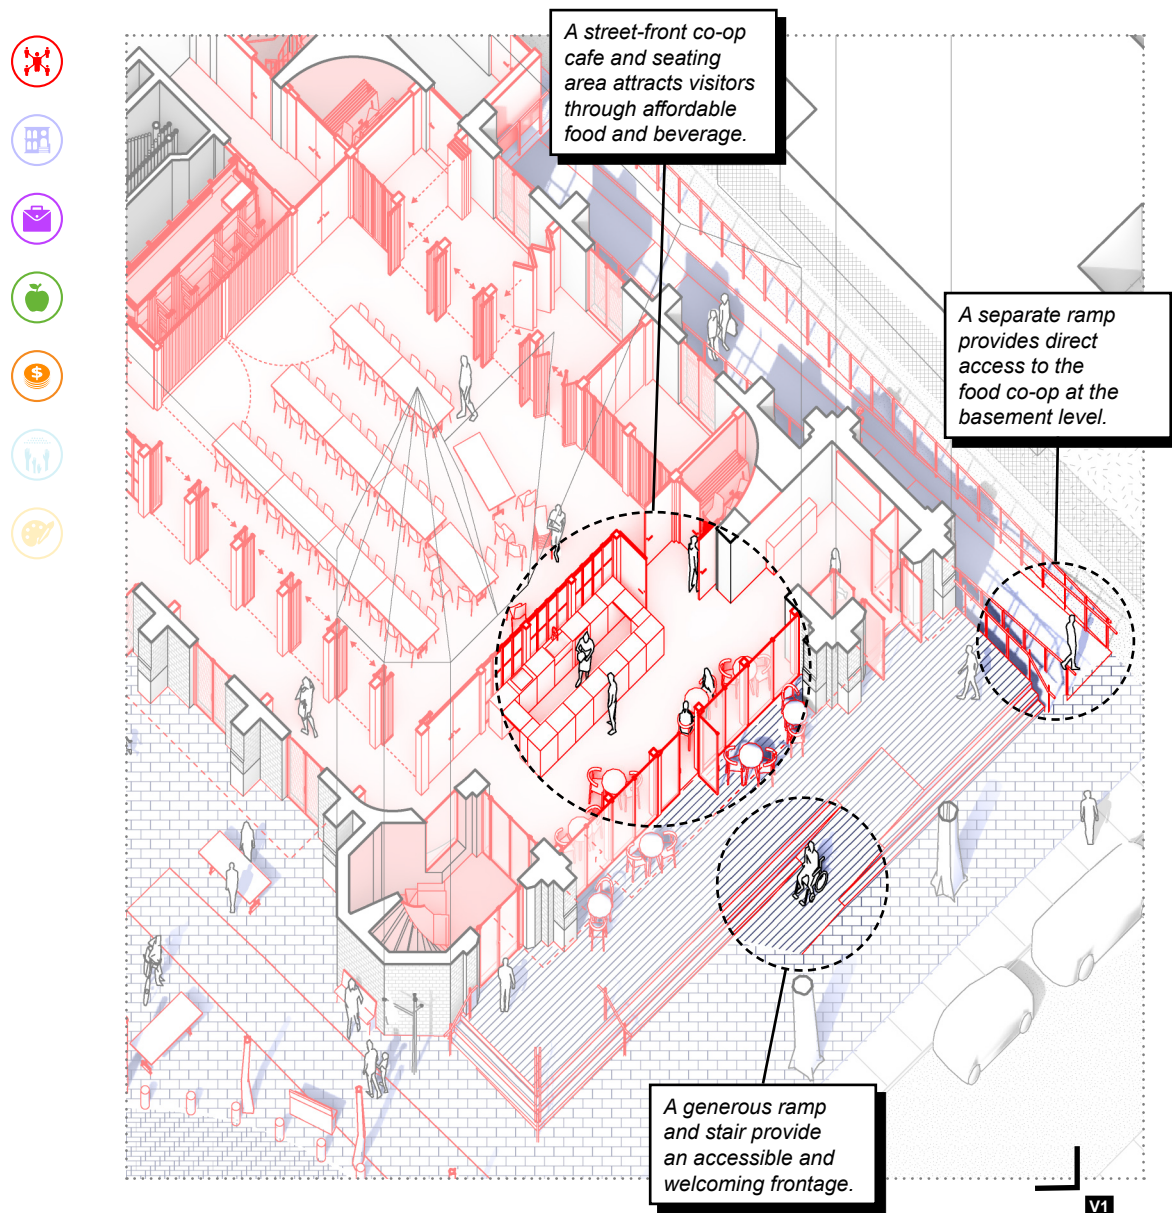 A street-front co-op
cafe and seating
area attracts visitors
through affordable
food and beverage.
A separate ramp
provides direct
access to the
food co-op at the
basement level.
A generous ramp
and stair provide
an accessible and
welcoming frontage.
$
V1